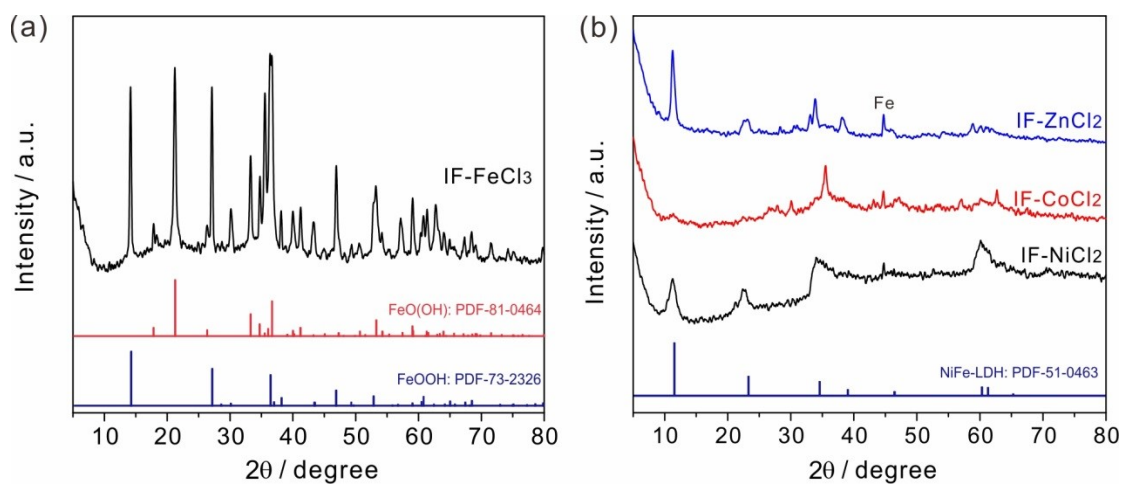 (a)
Intensity / a.u.
IF-FeCl3
FeO(OH): PDF-81-0464
FeOOH: PDF-73-2326
10 20 30 40 50 60 70 80
2θ / degree
(b)
Intensity / a.u.
Fe
IF-ZnCl2
IF-CoCl2
IF-NiCl2
NiFe-LDH: PDF-51-0463
10 20 30 40 50 60 70 80
2θ / degree